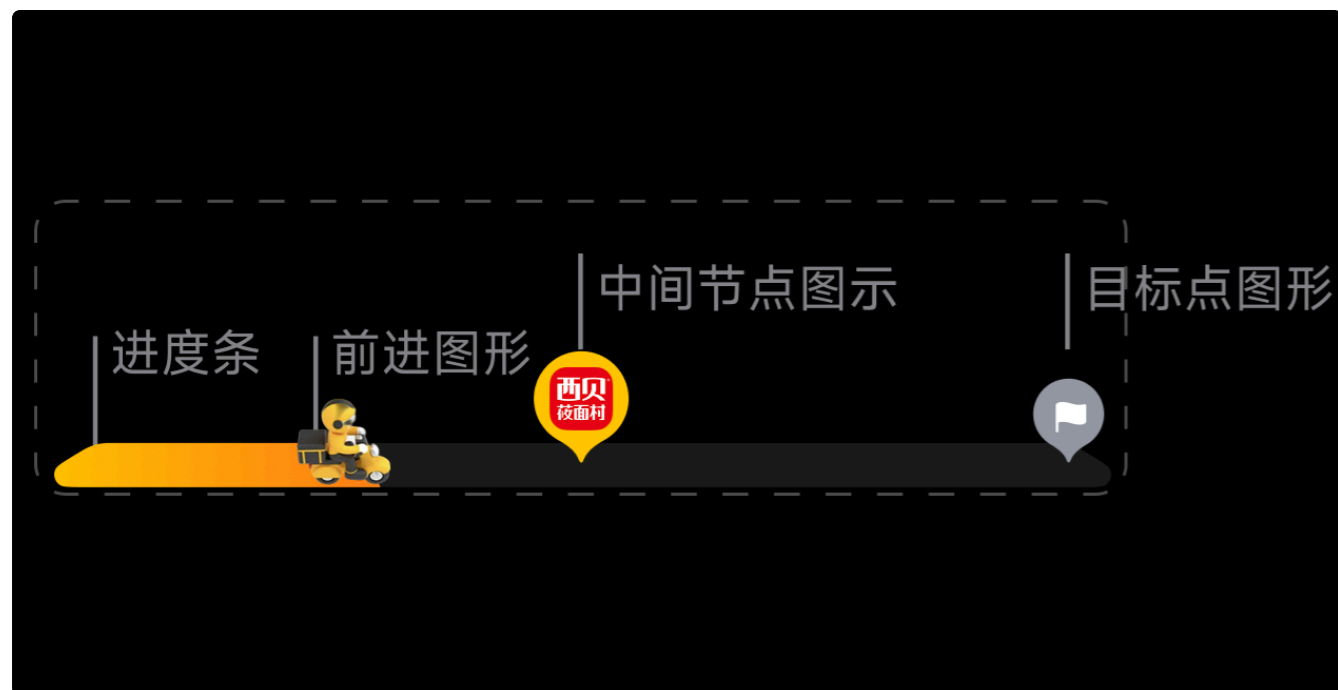 中间节点图示
目标点图形
进度条
前进图形
西贝
莜面村